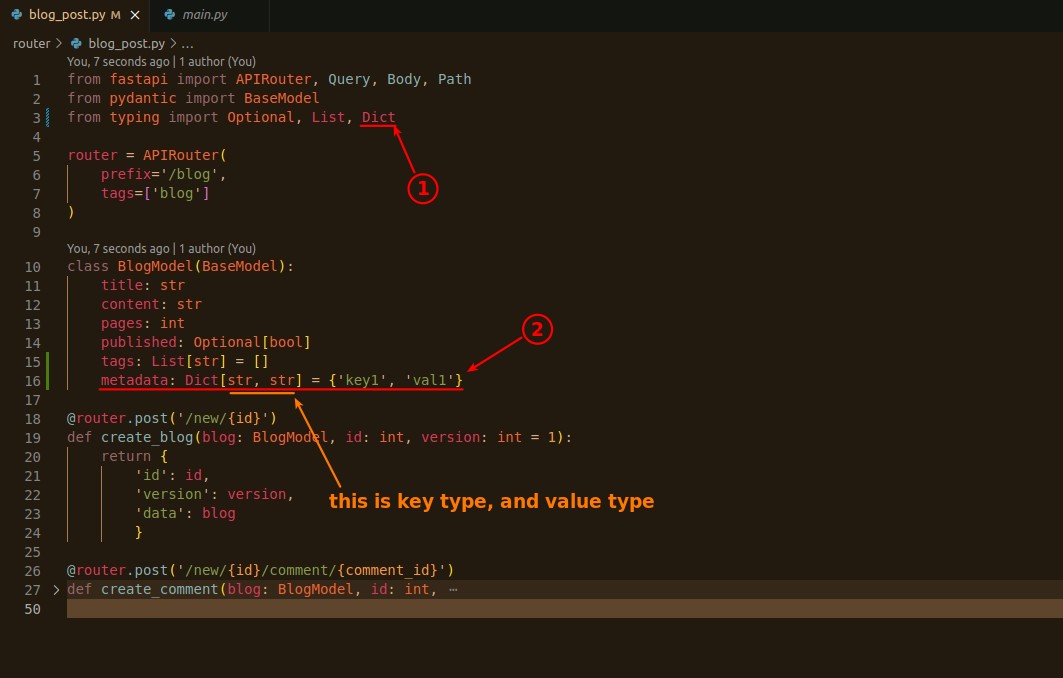 blog_post.py M ×
main.py
router > blog_post.py > ...
You, 7 seconds ago | 1 author (You)
1 from fastapi import APIRouter, Query, Body, Path
2 from pydantic import BaseModel
3 from typing import Optional, List, Dict
4
5 router = APIRouter(
1
6     prefix='/blog',
7     tags=['blog']
8 )
9
You, 7 seconds ago | 1 author (You)
10 class BlogModel(BaseModel):
11     title: str
12     content: str
13     pages: int
2
14     published: Optional[bool]
15     tags: List[str] = []
16     metadata: Dict[str, str] = {'key1', 'val1'}
17
18 @router.post('/new/{id}')
19 def create_blog(blog: BlogModel, id: int, version: int = 1):
20     return {
21         'id': id,
22         'version': version,
this is key type, and value type
23         'data': blog
24         }
25
26 @router.post('/new/{id}/comment/{comment_id}')
27 > def create_comment(blog: BlogModel, id: int, ⋯
50